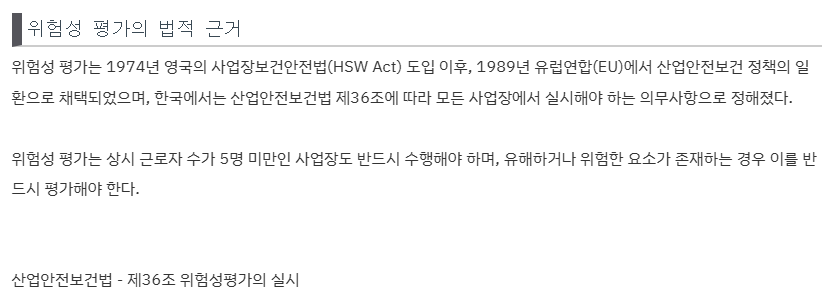 위험성 평가의 법적 근거
위험성 평가는 1974년 영국의 사업장보건안전법(HSW Act) 도입 이후, 1989년 유럽연합(EU)에서 산업안전보건 정책의 일
환으로 채택되었으며, 한국에서는 산업안전보건법 제36조에 따라 모든 사업장에서 실시해야 하는 의무사항으로 정해졌다.
위험성 평가는 상시 근로자 수가 5명 미만인 사업장도 반드시 수행해야 하며, 유해하거나 위험한 요소가 존재하는 경우 이를 반
드시 평가해야 한다.
산업안전보건법 - 제36조 위험성평가의 실시